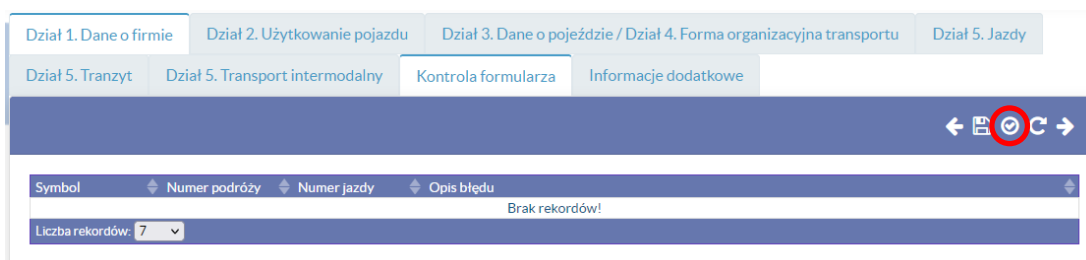 Dział 1. Dane o firmie Dział 2. Użytkowanie pojazdu Dział 3. Dane o pojeździe / Dział 4. Forma organizacyjna transportu Dział 5. Jazdy
Dział 5. Tranzyt Dział 5. Transport intermodalny Kontrola formularza Informacje dodatkowe
Symbol Numer podróży Numer jazdy Opis błędu
Brak rekordów!
Liczba rekordów: 7